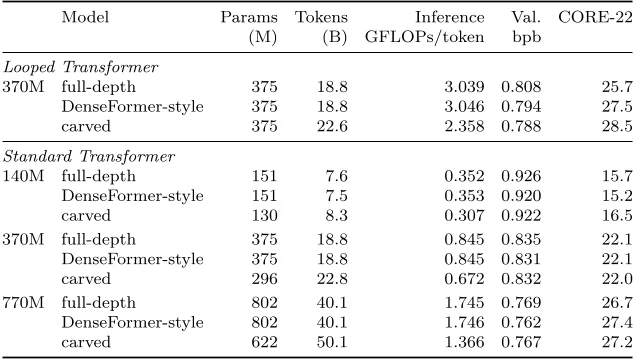 Model Params Tokens Inference Val. CORE-22
(M) (B) GFLOPs/token bpb
Looped Transformer
370M full-depth 375 18.8 3.039 0.808 25.7
DenseFormer-style 375 18.8 3.046 0.794 27.5
carved 375 22.6 2.358 0.788 28.5
Standard Transformer
140M full-depth 151 7.6 0.352 0.926 15.7
DenseFormer-style 151 7.5 0.353 0.920 15.2
carved 130 8.3 0.307 0.922 16.5
370M full-depth 375 18.8 0.845 0.835 22.1
DenseFormer-style 375 18.8 0.845 0.831 22.1
carved 296 22.8 0.672 0.832 22.0
770M full-depth 802 40.1 1.745 0.769 26.7
DenseFormer-style 802 40.1 1.746 0.762 27.4
carved 622 50.1 1.366 0.767 27.2